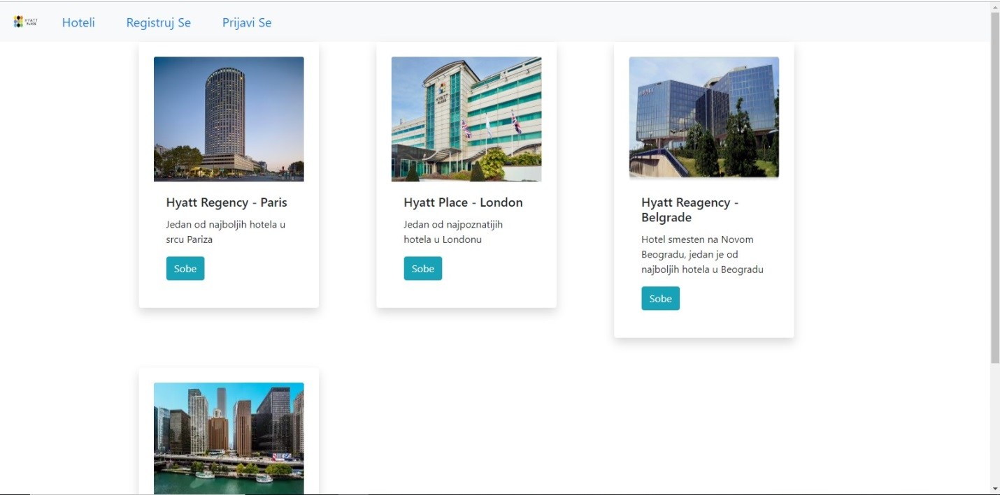 HYATT
PLACE
Hoteli
Registruj Se
Prijavi Se
HYATT
PLACE
Hyatt Regency - Paris
Jedan od najboljih hotela u
srcu Pariza
Sobe
Hyatt Place - London
Jedan od najpoznatijih
hotela u Londonu
Sobe
Hyatt Reagency -
Belgrade
Hotel smesten na Novom
Beogradu, jedan je od
najboljih hotela u Beogradu
Sobe